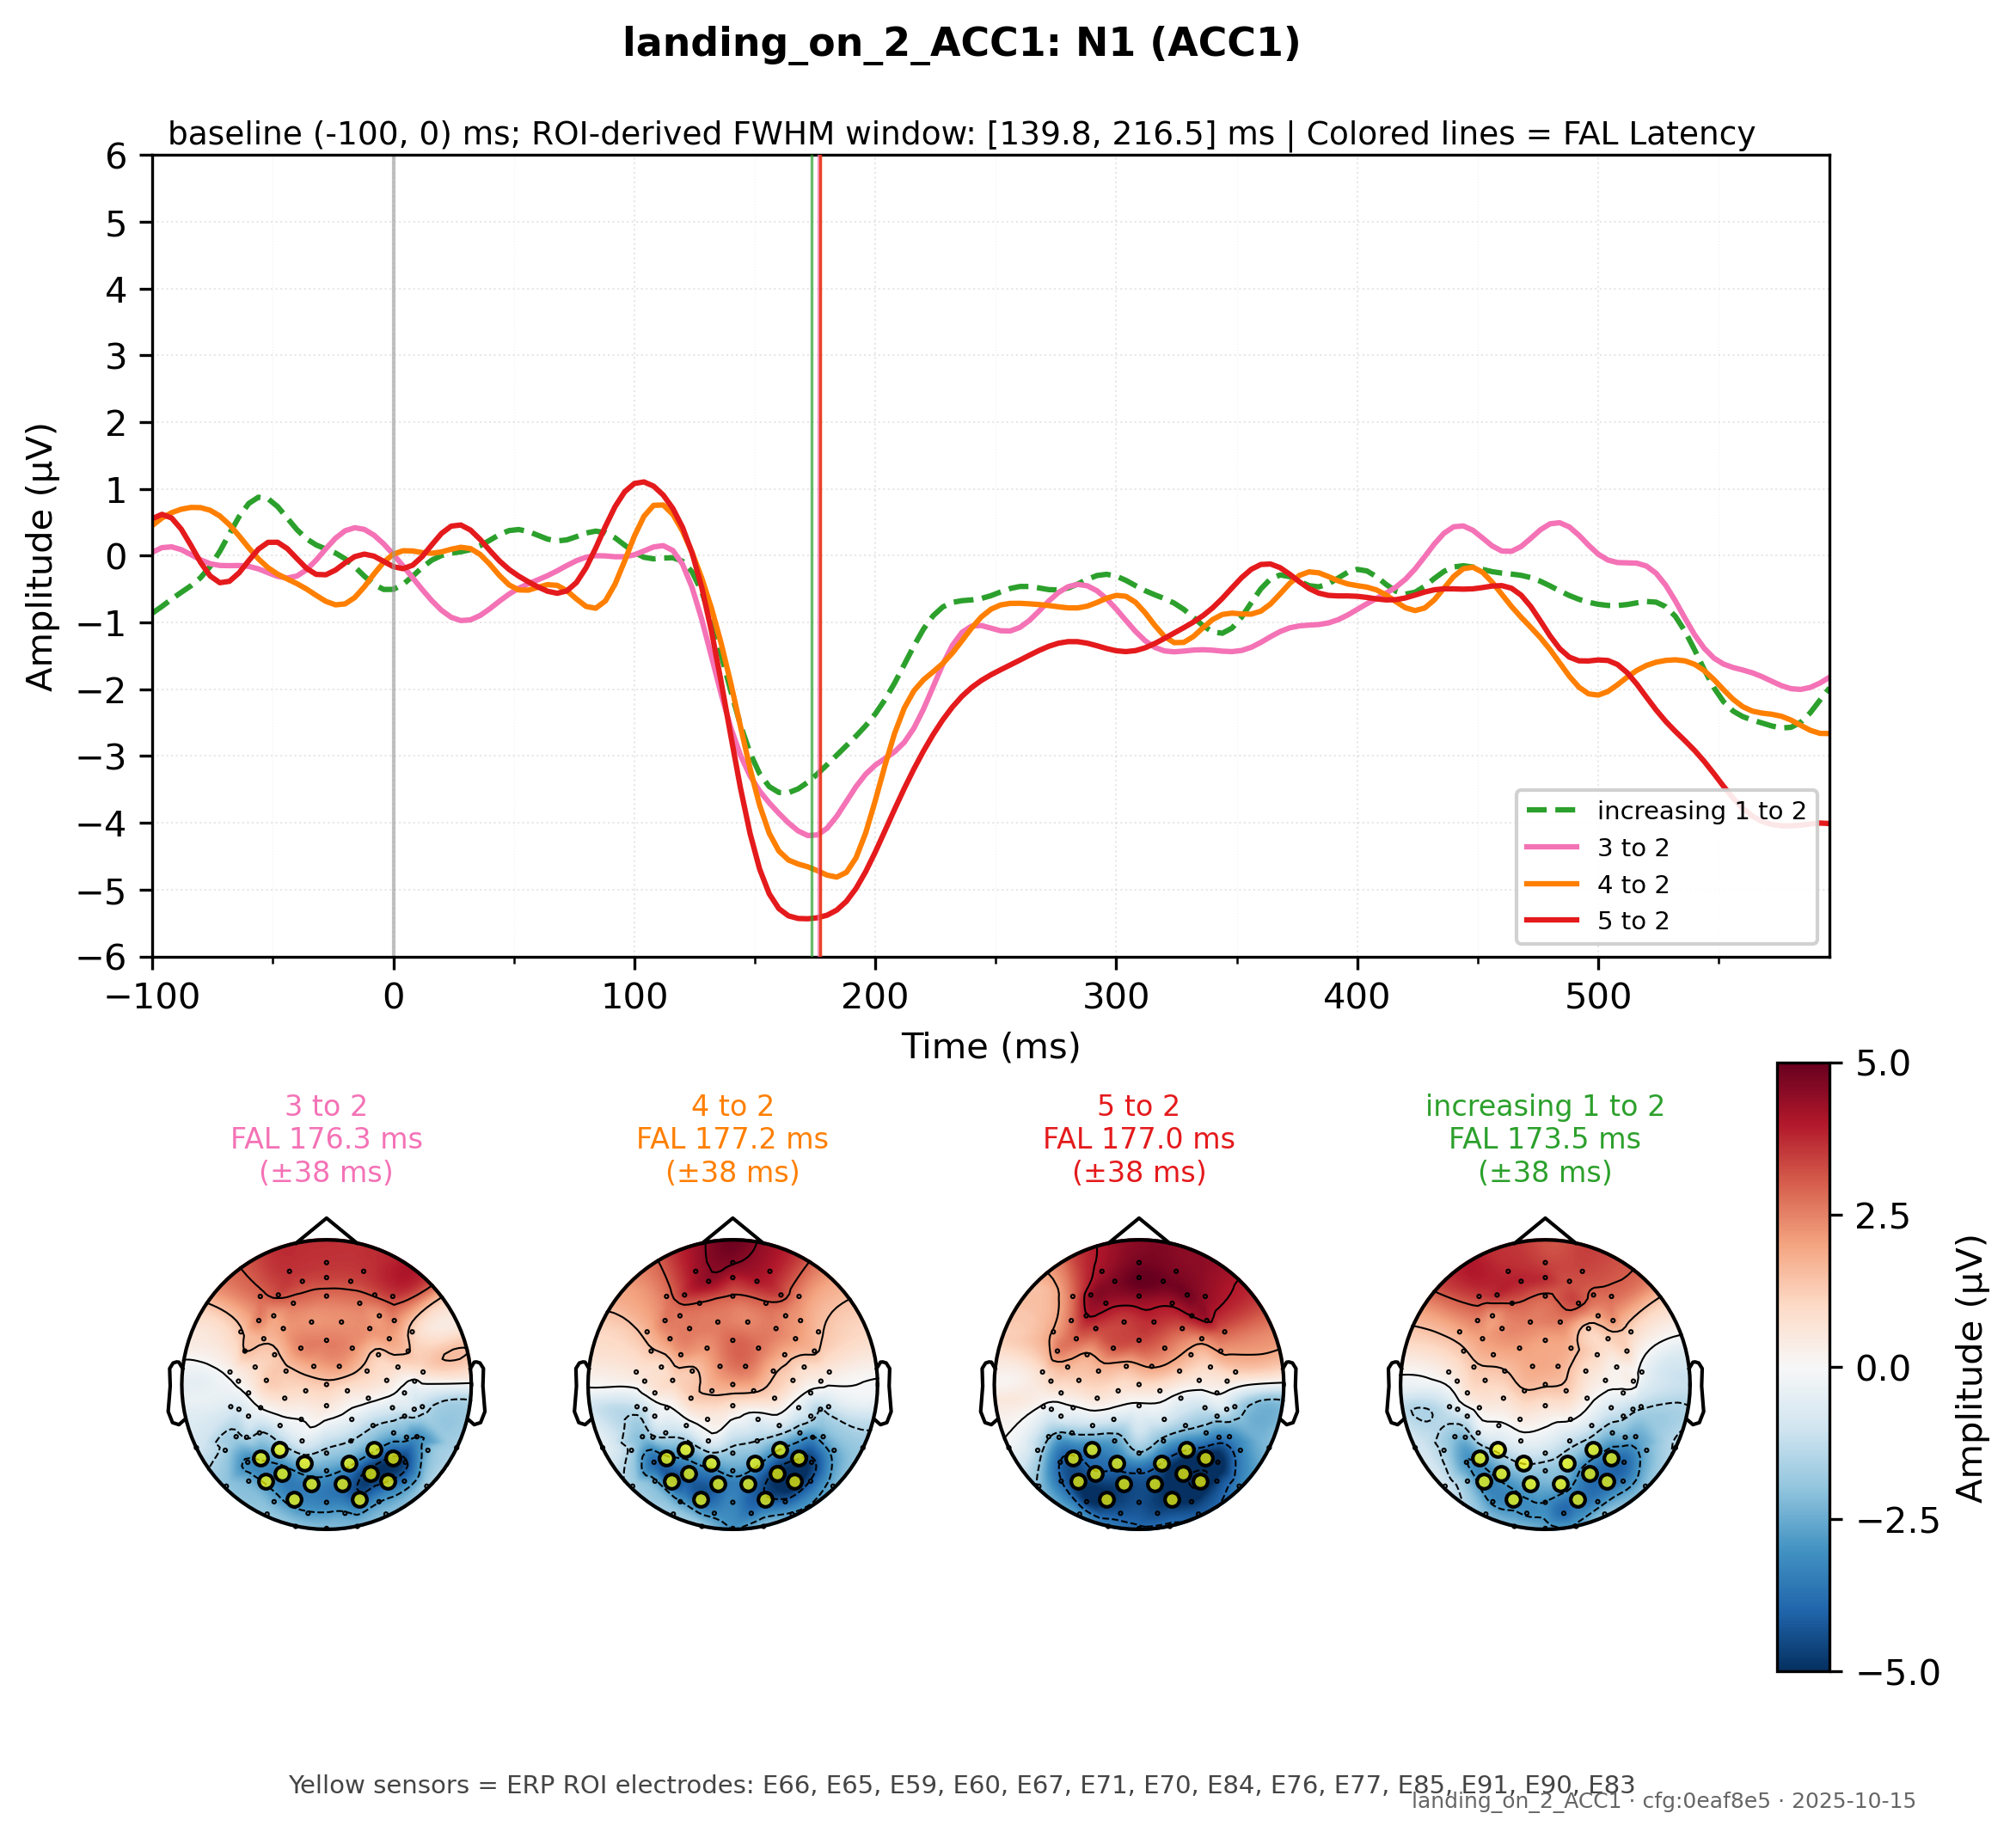 landing_on_2_ACC1: N1 (ACC1)
baseline (-100, 0) ms; ROI-derived FWHM window: [139.8, 216.5] ms | Colored lines = FAL Latency
6
5
4
3
2
1
0
−1
−2
−3
−4
−5
−6
Amplitude (µV)
increasing 1 to 2
3 to 2
4 to 2
5 to 2
−100 0 100 200 300 400 500
Time (ms)
3 to 2
FAL 176.3 ms
(±38 ms)
4 to 2
FAL 177.2 ms
(±38 ms)
5 to 2
FAL 177.0 ms
(±38 ms)
increasing 1 to 2
FAL 173.5 ms
(±38 ms)
5.0
2.5
0.0
−2.5
−5.0
Amplitude (µV)
Yellow sensors = ERP ROI electrodes: E66, E65, E59, E60, E67, E71, E70, E84, E76, E77, E85, E91, E90, E83
landing_on_2_ACC1 · cfg:0eaf8e5 · 2025-10-15